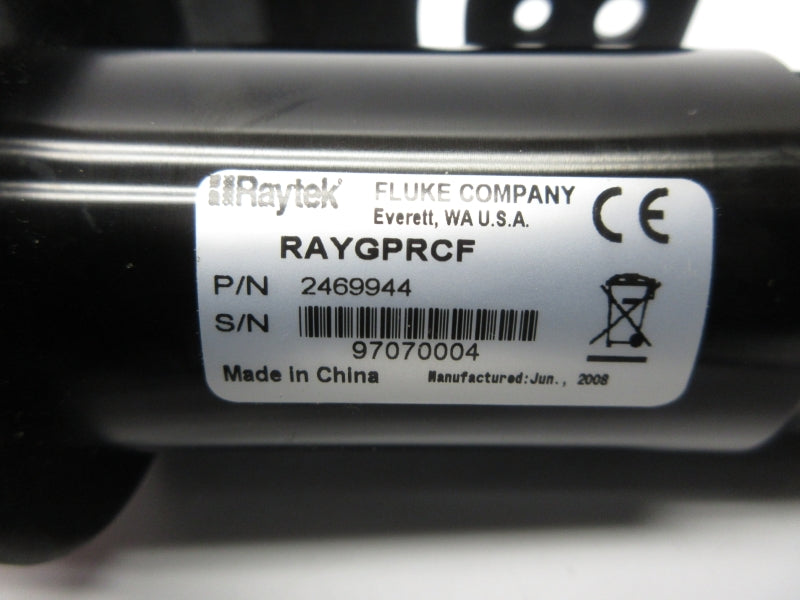 Raytek® FLUKE COMPANY
Everett, WA U.S.A.
RAYGPRCF
P/N 2469944
S/N
97070004
Made in China Manufactured:Jun., 2008
CE